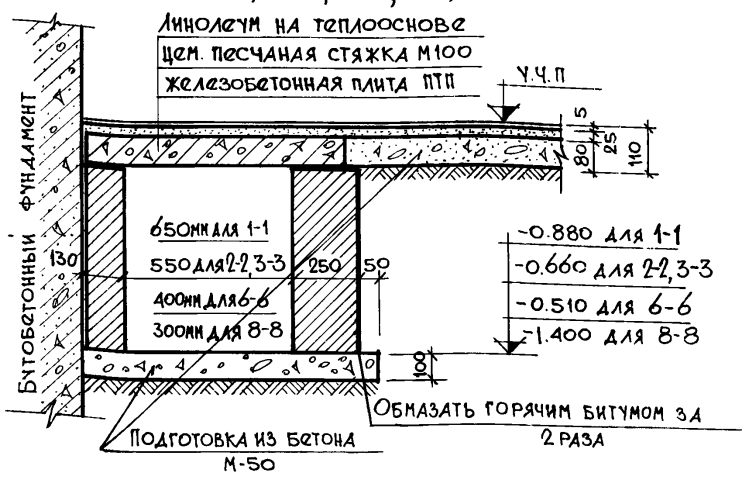 Линолеум на теплооснове
Цем. песчаная стяжка М100
Железобетонная плита ПТП
У.Ч.П
5
25
80
110
Бутобетонный фундамент
650мм для 1-1
130
550 для 2-2, 3-3
250
50
400мм для 6-6
300мм для 8-8
-0.880 для 1-1
-0.660 для 2-2, 3-3
-0.510 для 6-6
-1.400 для 8-8
100
Обмазать горячим битумом за
2 раза
Подготовка из бетона
М-50